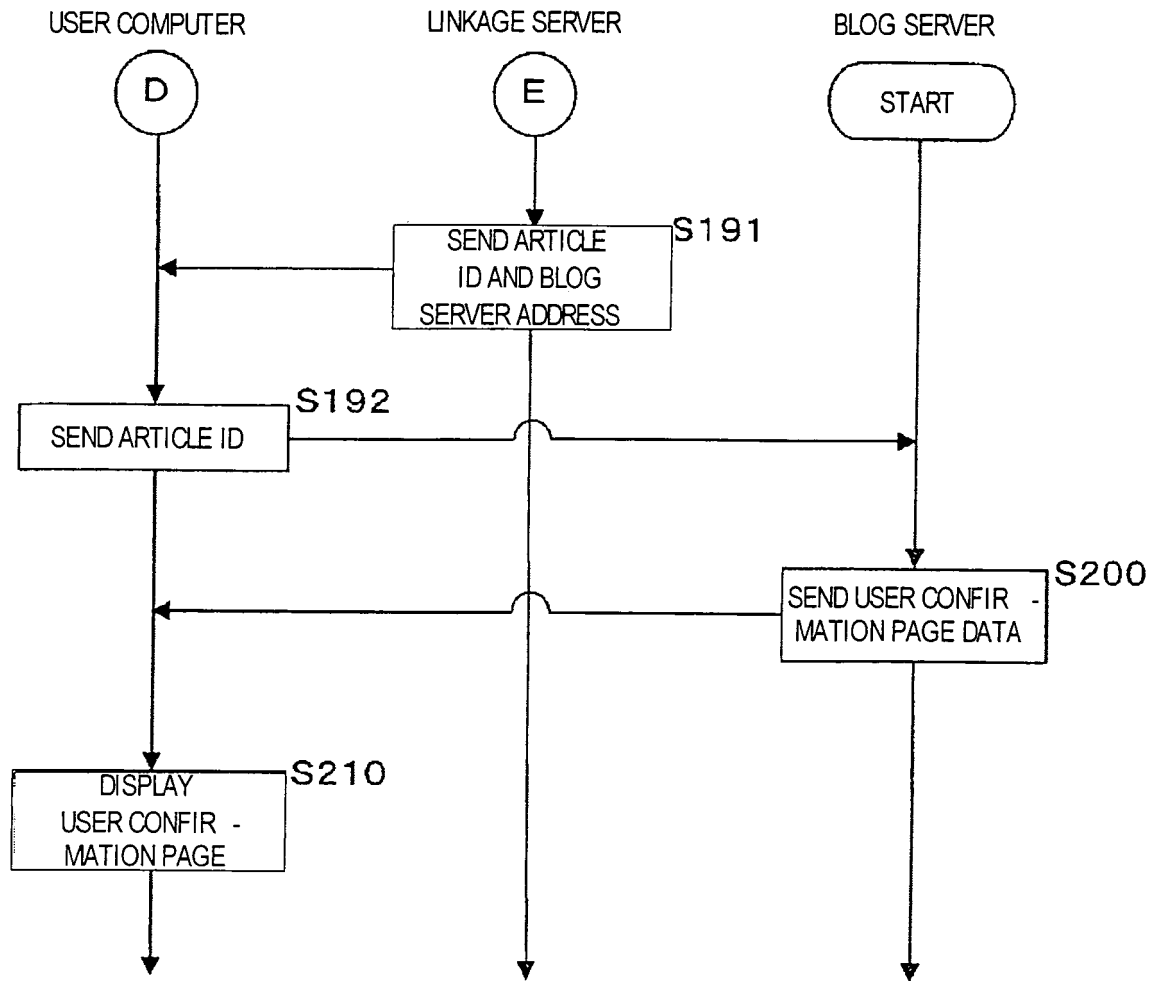 USER COMPUTER
LINKAGE SERVER
BLOG SERVER
D
E
START
S191
SEND ARTICLE
ID AND BLOG
SERVER ADDRESS
S192
SEND ARTICLE ID
S200
SEND USER CONFIR -
MATION PAGE DATA
S210
DISPLAY
USER CONFIR -
MATION PAGE